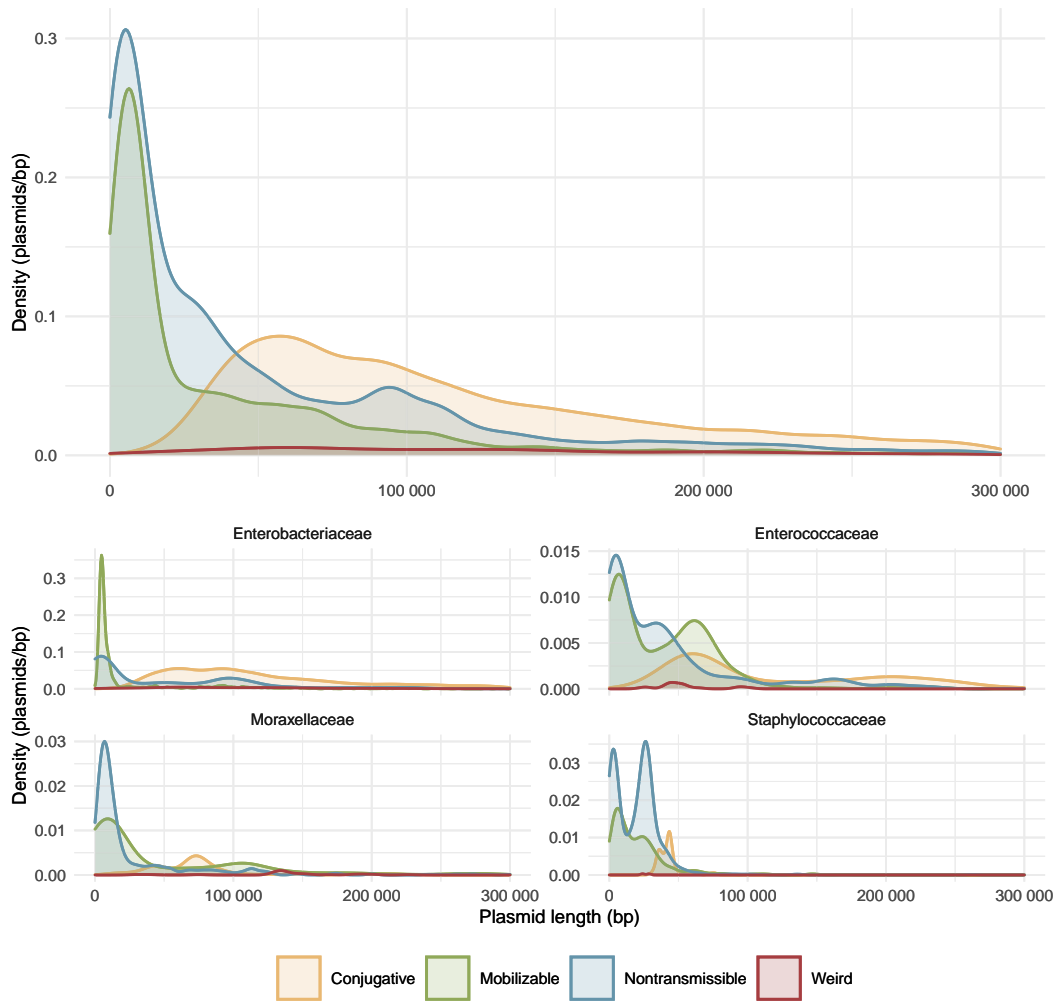 Density (plasmids/bp)
0.3
0.2
0.1
0.0
0
100 000
200 000
300 000
Enterobacteriaceae
Enterococcaceae
Density (plasmids/bp)
0.3
0.2
0.1
0.0
0.015
0.010
0.005
0.000
Moraxellaceae
Staphylococcaceae
0.03
0.02
0.01
0.00
0.03
0.02
0.01
0.00
0
100 000
200 000
300 000
0
100 000
200 000
300 000
Plasmid length (bp)
Conjugative
Mobilizable
Nontransmissible
Weird